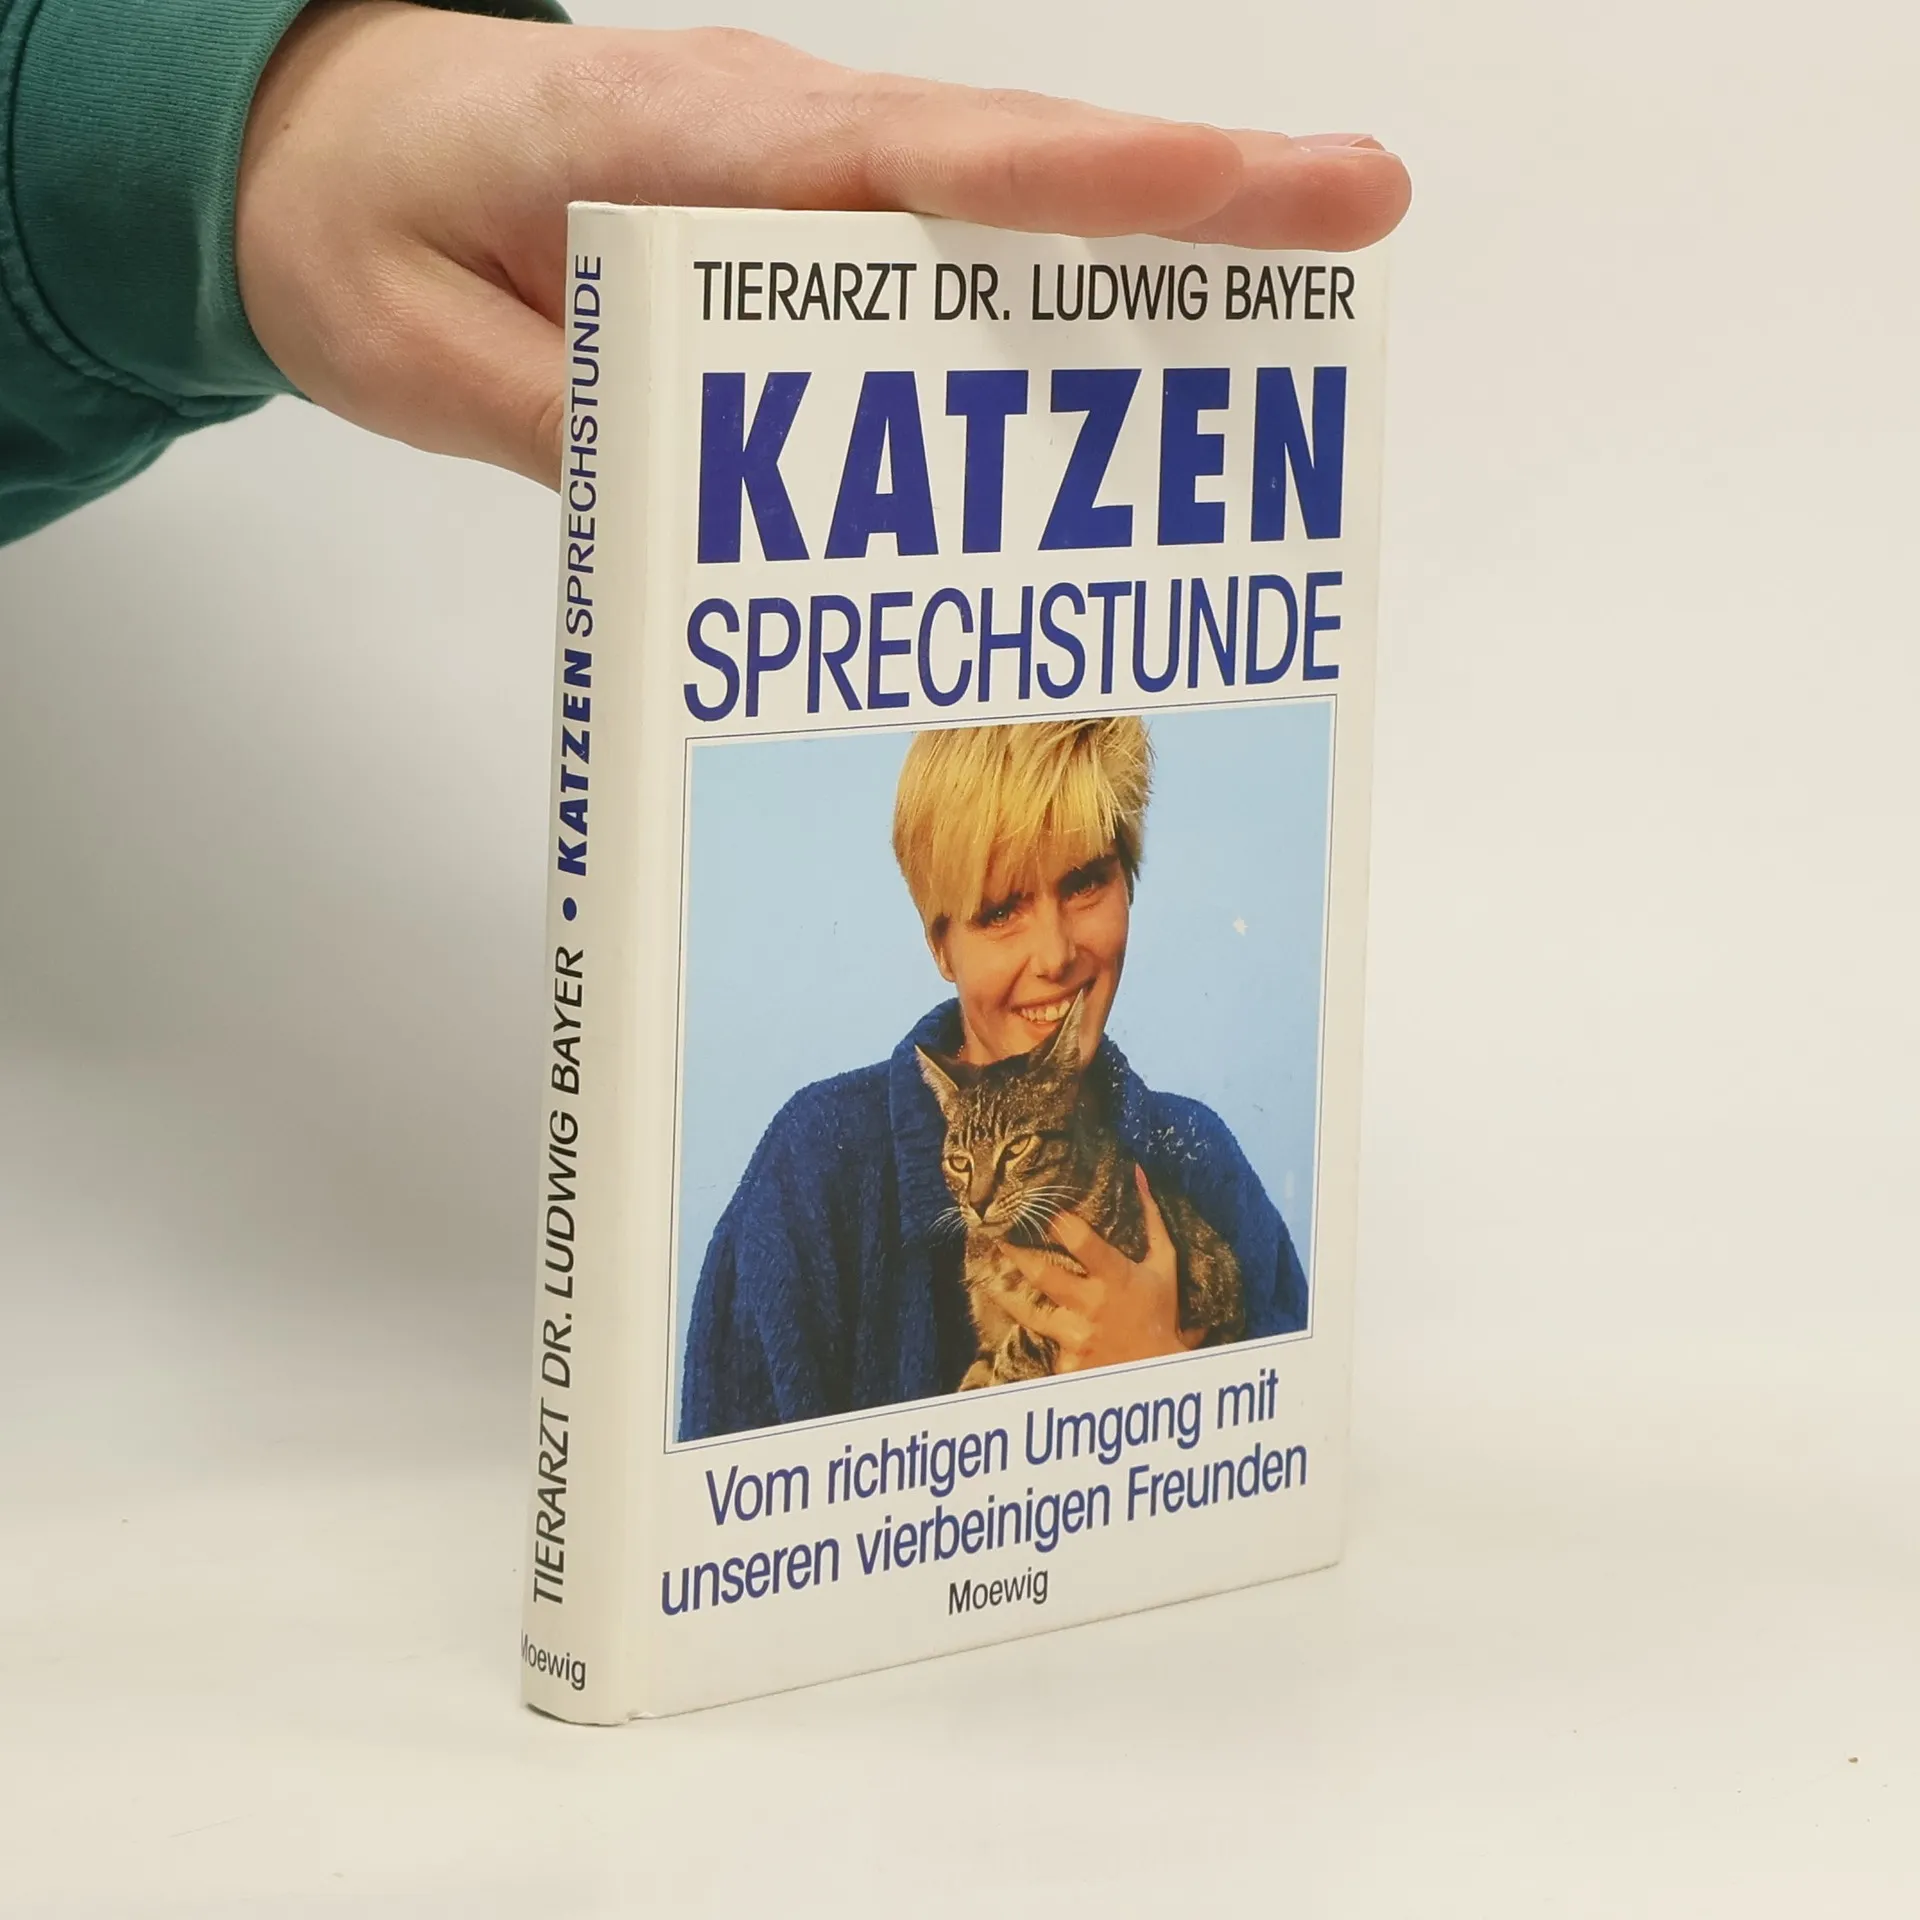 TIERARZT DR. LUDWIG BAYER • KATZEN SPRECHSTUNDE
Moewig
TIERARZT DR. LUDWIG BAYER
KATZEN
SPRECHSTUNDE
Vom richtigen Umgang mit
unseren vierbeinigen Freunden
Moewig